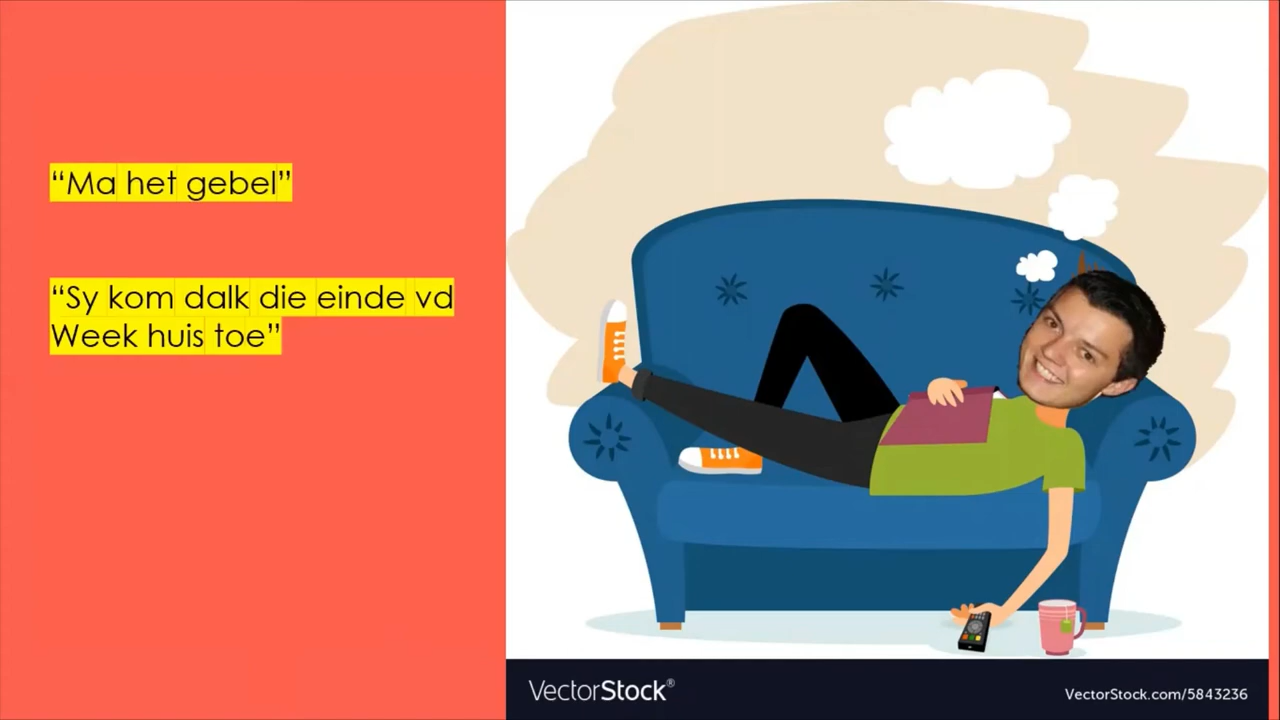 “Ma het gebel”
“Sy kom dalk die einde vd
Week huis toe”
VectorStock®
VectorStock.com/5843236